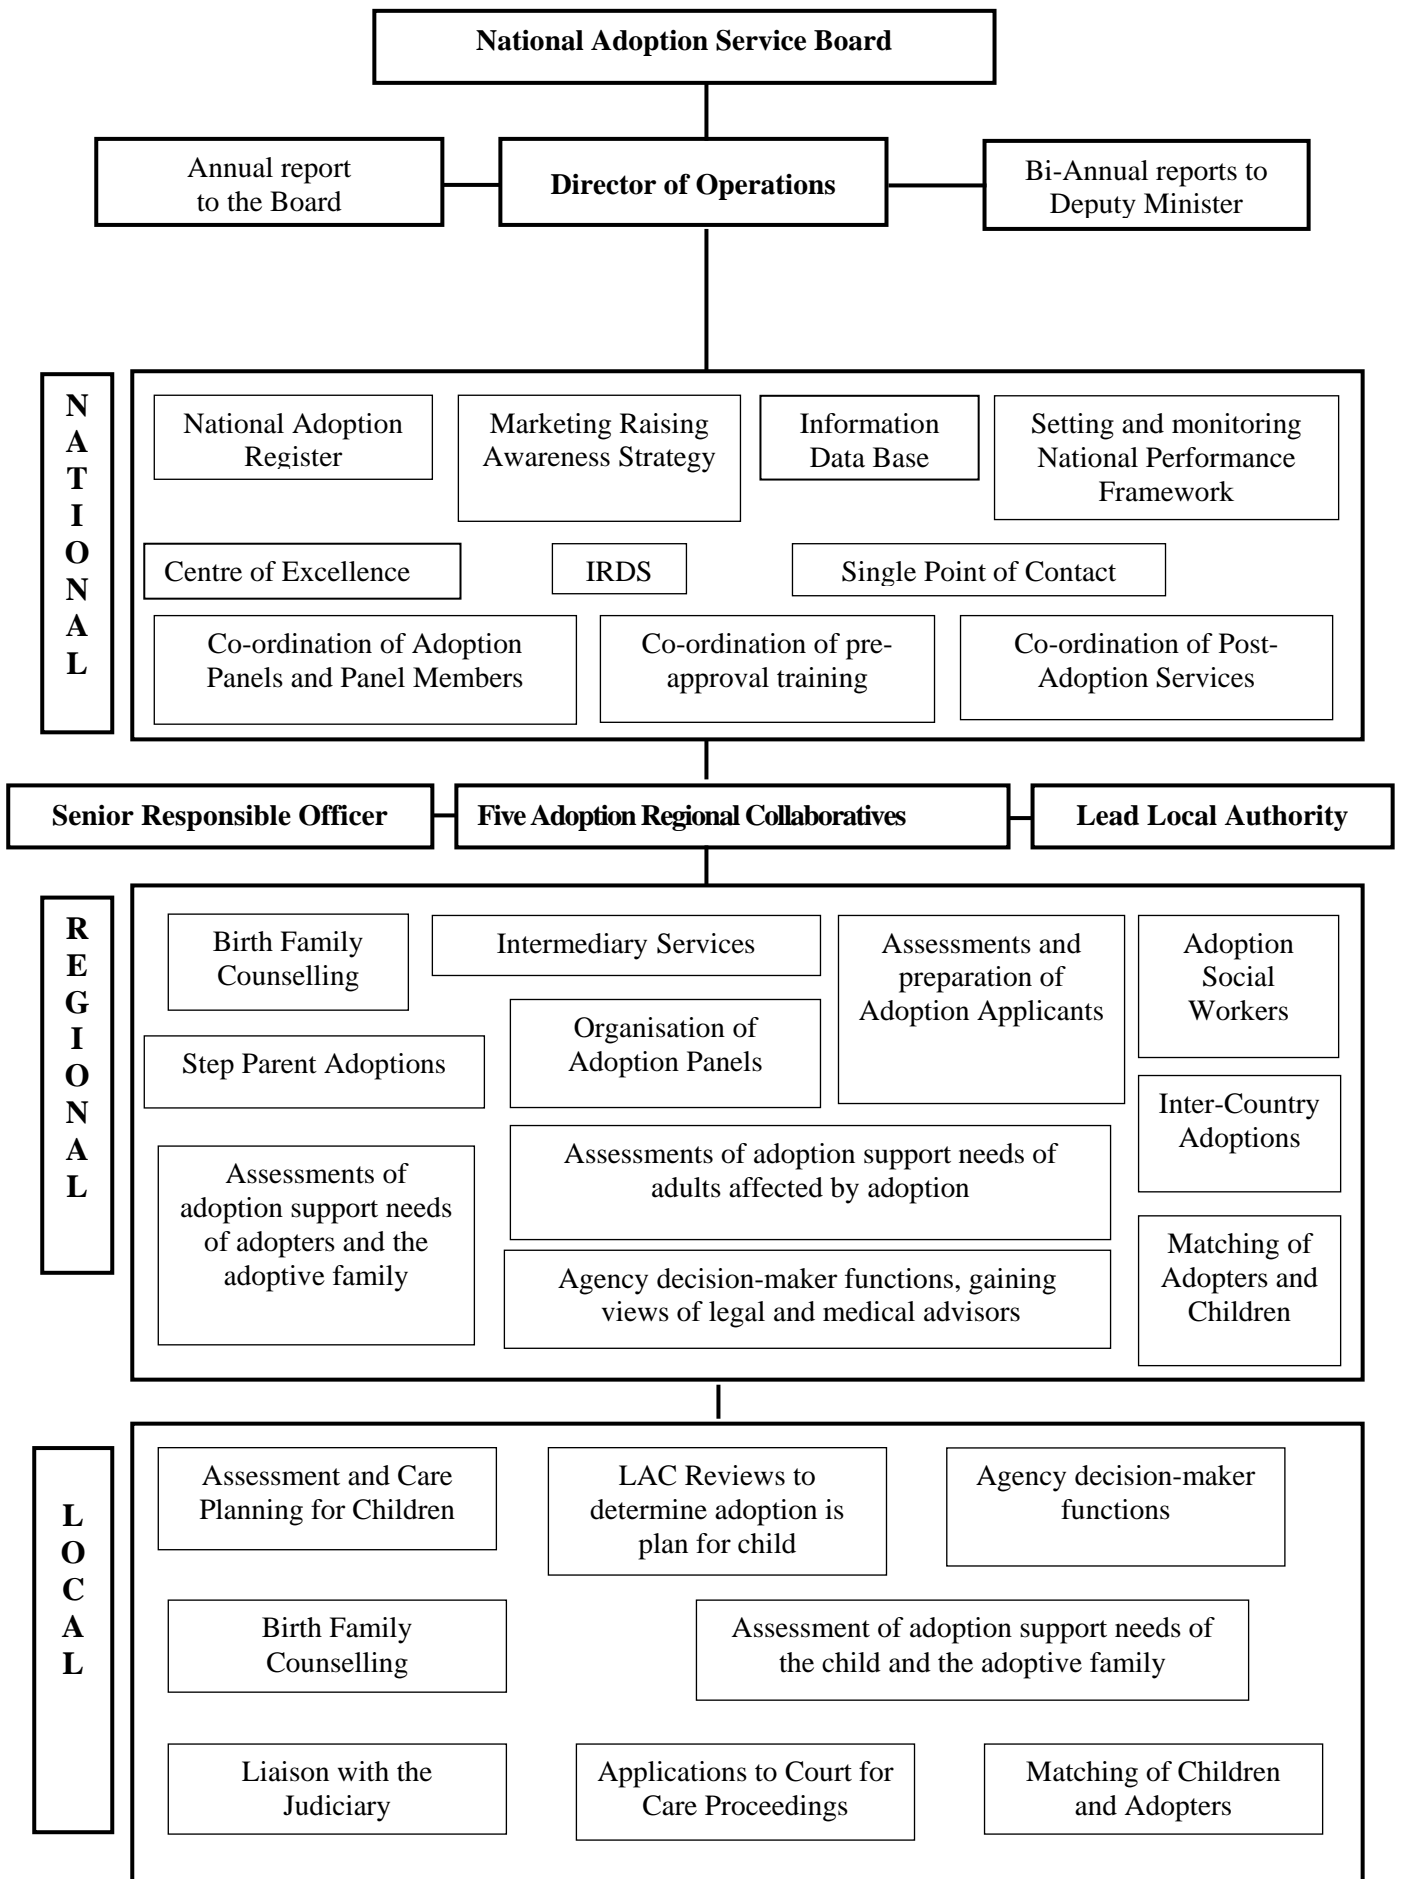 National Adoption Service Board
Annual report
to the Board
Director of Operations
Bi-Annual reports to
Deputy Minister
NATIONAL
National Adoption
Register
Marketing Raising
Awareness Strategy
Information
Data Base
Setting and monitoring
National Performance
Framework
Centre of Excellence
IRDS
Single Point of Contact
Co-ordination of Adoption
Panels and Panel Members
Co-ordination of pre-
approval training
Co-ordination of Post-
Adoption Services
Senior Responsible Officer
Five Adoption Regional Collaboratives
Lead Local Authority
REGIONAL
Birth Family
Counselling
Intermediary Services
Assessments and
preparation of
Adoption Applicants
Adoption
Social
Workers
Step Parent Adoptions
Organisation of
Adoption Panels
Inter-Country
Adoptions
Assessments of
adoption support needs
of adopters and the
adoptive family
Assessments of adoption support needs of
adults affected by adoption
Agency decision-maker functions, gaining
views of legal and medical advisors
Matching of
Adopters and
Children
LOCAL
Assessment and Care
Planning for Children
LAC Reviews to
determine adoption is
plan for child
Agency decision-maker
functions
Birth Family
Counselling
Assessment of adoption support needs of
the child and the adoptive family
Liaison with the
Judiciary
Applications to Court for
Care Proceedings
Matching of Children
and Adopters